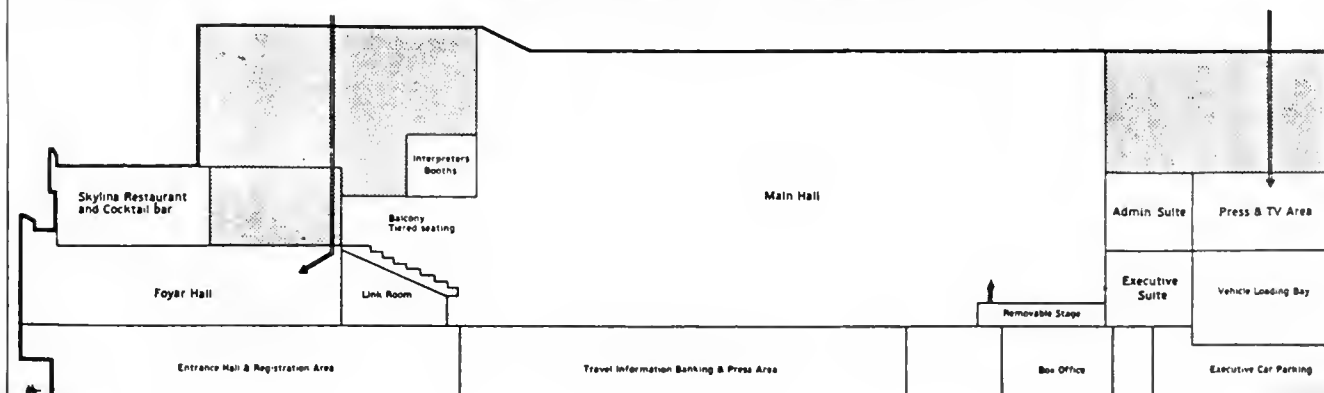 Interpreters
Booths
Skylina Restaurant
and Cocktail bar
Main Hall
Admin Suite
Press & TV Area
Balcony
Tiered seating
Foyar Hall
Link Room
Executive
Suite
Vehicle Loading Bay
Removable Stage
Entrance Hall & Registration Area
Travel Information Banking & Press Area
Box Office
Executive Car Parking